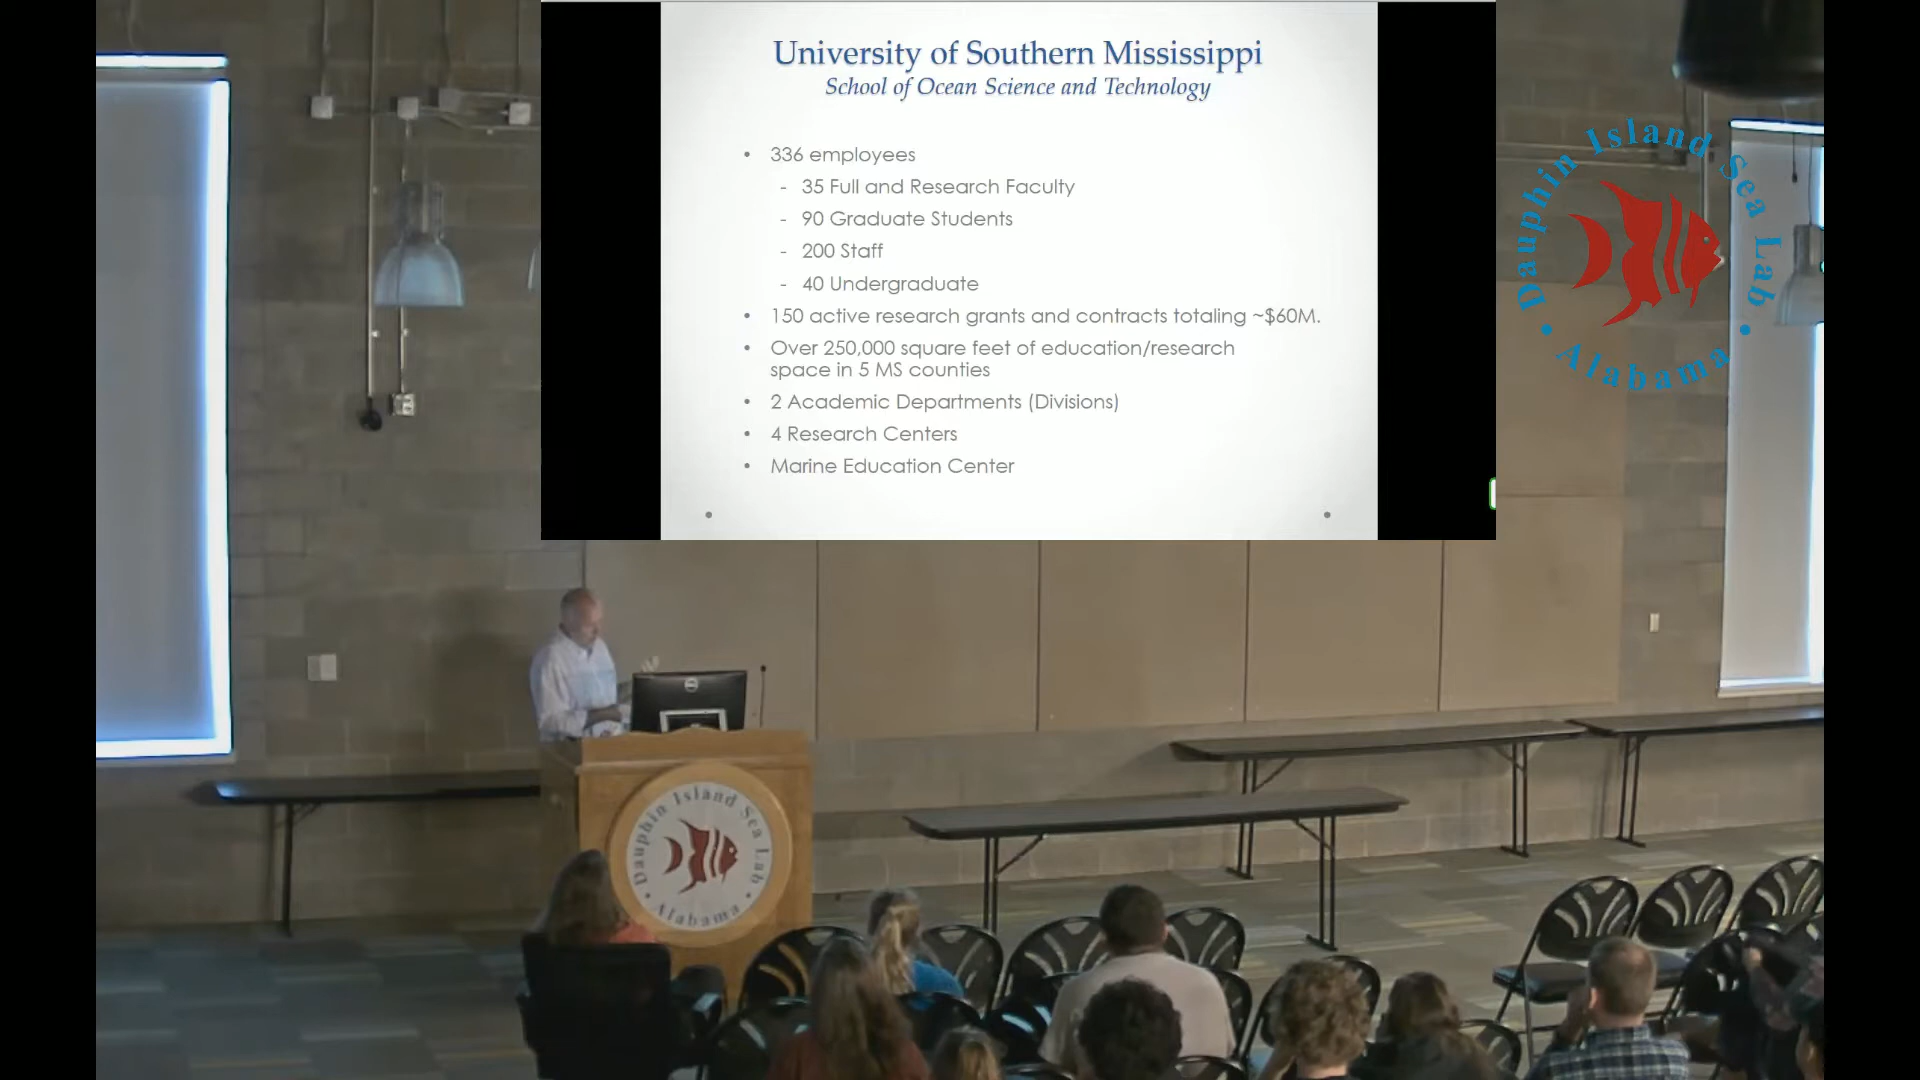 University of Southern Mississippi
School of Ocean Science and Technology
• 336 employees
- 35 Full and Research Faculty
- 90 Graduate Students
- 200 Staff
- 40 Undergraduate
• 150 active research grants and contracts totaling ~$60M.
• Over 250,000 square feet of education/research
space in 5 MS counties
• 2 Academic Departments (Divisions)
• 4 Research Centers
• Marine Education Center
Dauphin Island Sea Lab
• Alabama •
DELL
Dauphin Island Sea Lab
• Alabama •